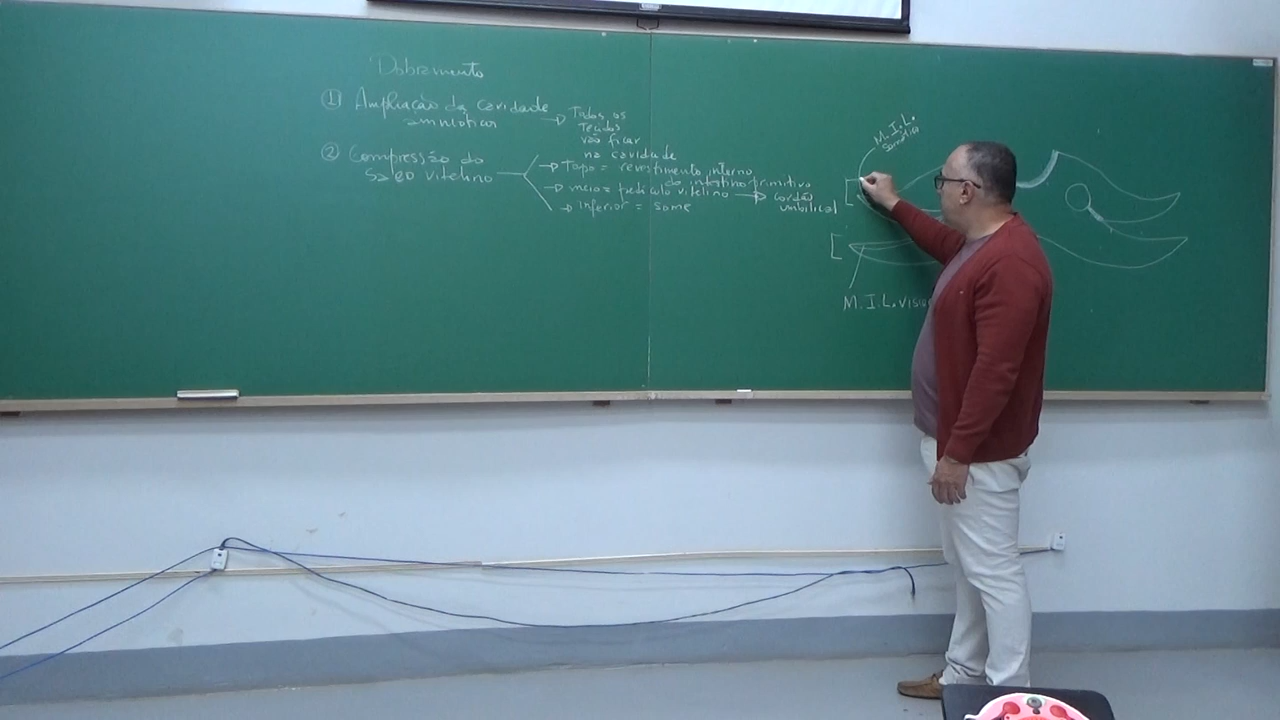 Dobramento
① Ampliação da cavidade
amniótica
→ Todos os
tecidos
vão ficar
na cavidade
② Compressão do
saco vitelino
→ Topo = revestimento interno
do intestino primitivo
→ meio = pedículo vitelino → cordão
umbilical
→ Inferior = some
M.I.L.
somática
M.I.L.